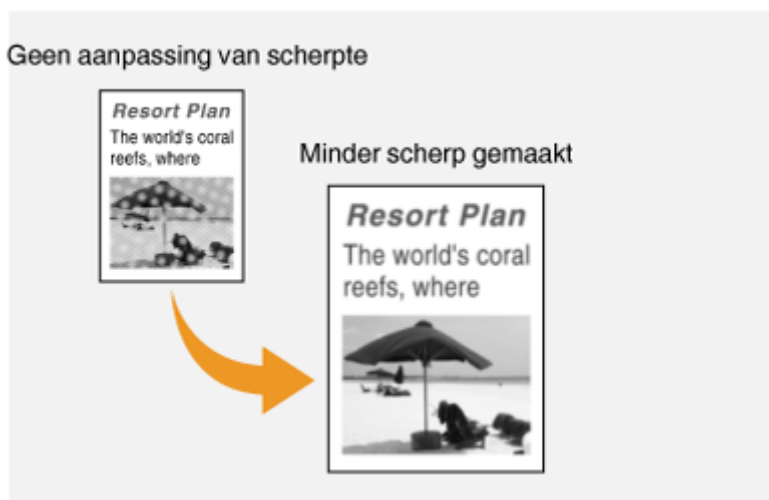 Geen aanpassing van scherpte
Resort Plan
The world's coral
reefs, where
Minder scherp gemaakt
Resort Plan
The world's coral
reefs, where